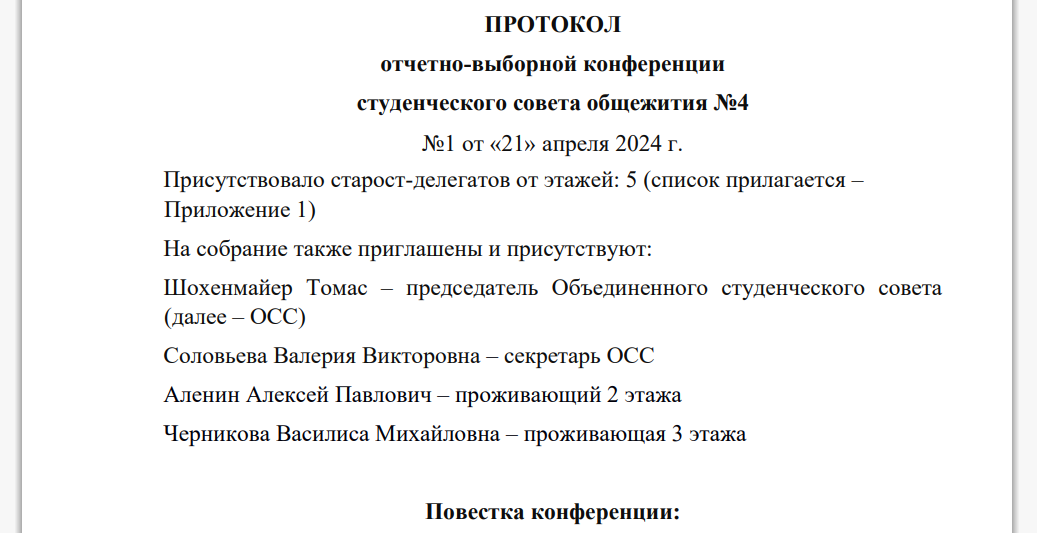 ПРОТОКОЛ
отчетно-выборной конференции
студенческого совета общежития №4
№1 от «21» апреля 2024 г.
Присутствовало старост-делегатов от этажей: 5 (список прилагается –
Приложение 1)
На собрание также приглашены и присутствуют:
Шохенмайер Томас – председатель Объединенного студенческого совета
(далее – ОСС)
Соловьева Валерия Викторовна – секретарь ОСС
Аленин Алексей Павлович – проживающий 2 этажа
Черникова Василиса Михайловна – проживающая 3 этажа
Повестка конференции: